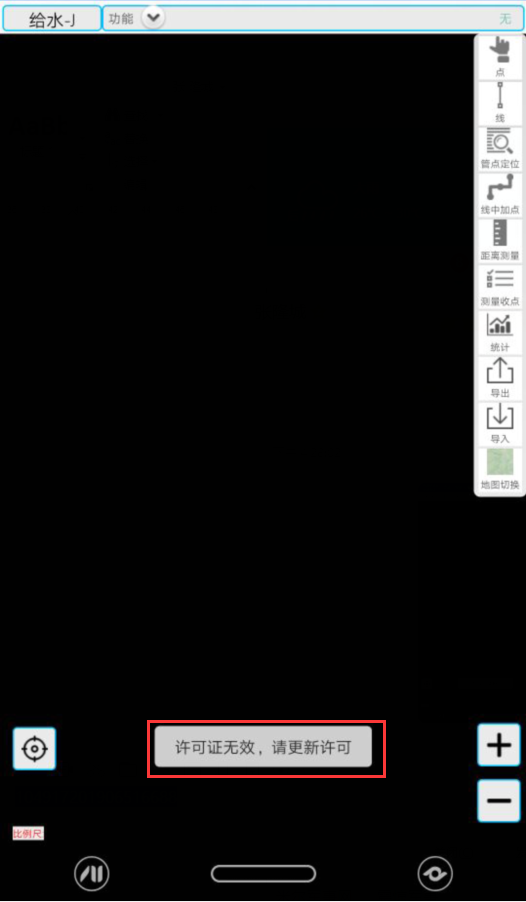 给水-J
功能
无
点
线
管点定位
线中加点
距离测量
测量收点
统计
导出
导入
地图切换
许可证无效，请更新许可
比例尺